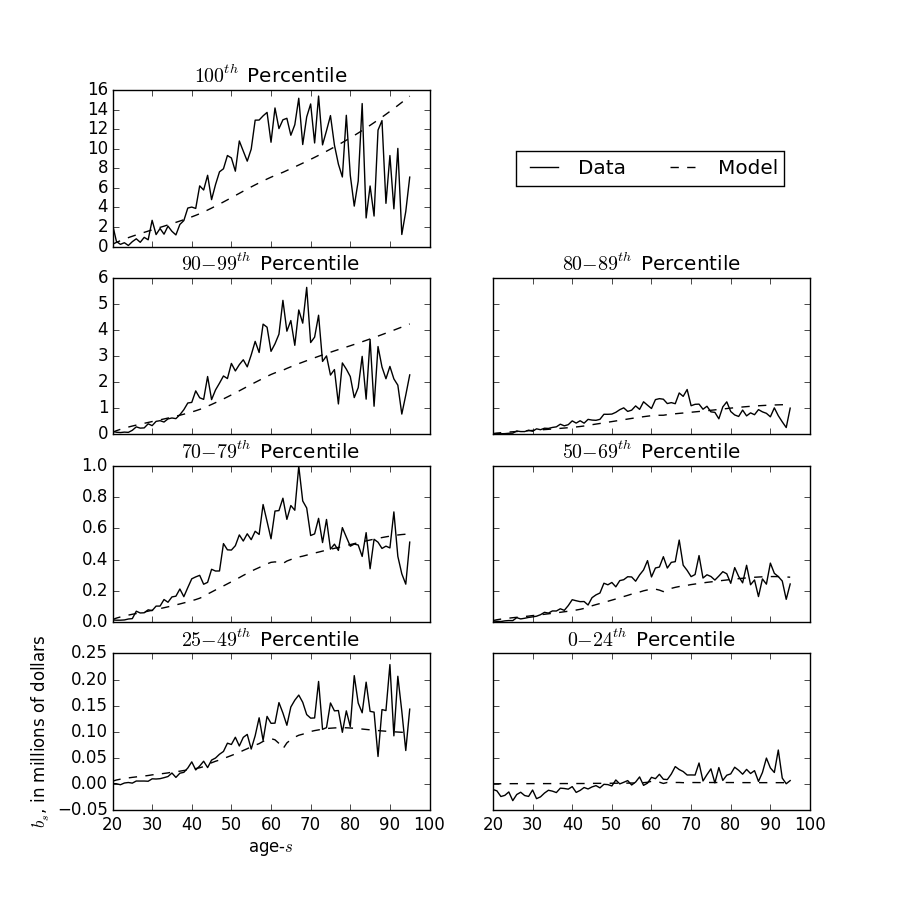 100th Percentile
16
14
12
10
8
6
4
2
0
Data Model
90−99th Percentile
6
5
4
3
2
1
0
80−89th Percentile
70−79th Percentile
1.0
0.8
0.6
0.4
0.2
0.0
50−69th Percentile
25−49th Percentile
0.25
0.20
0.15
0.10
0.05
0.00
−0.05
20 30 40 50 60 70 80 90 100
age-s
b_s, in millions of dollars
0−24th Percentile
20 30 40 50 60 70 80 90 100